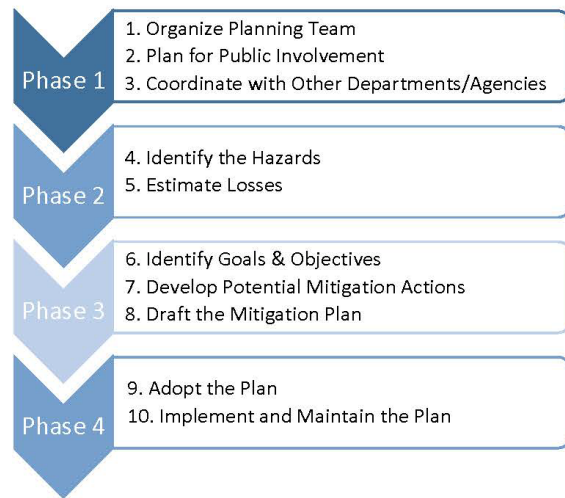 Phase 1
1. Organize Planning Team
2. Plan for Public Involvement
3. Coordinate with Other Departments/Agencies
Phase 2
4. Identify the Hazards
5. Estimate Losses
Phase 3
6. Identify Goals & Objectives
7. Develop Potential Mitigation Actions
8. Draft the Mitigation Plan
Phase 4
9. Adopt the Plan
10. Implement and Maintain the Plan